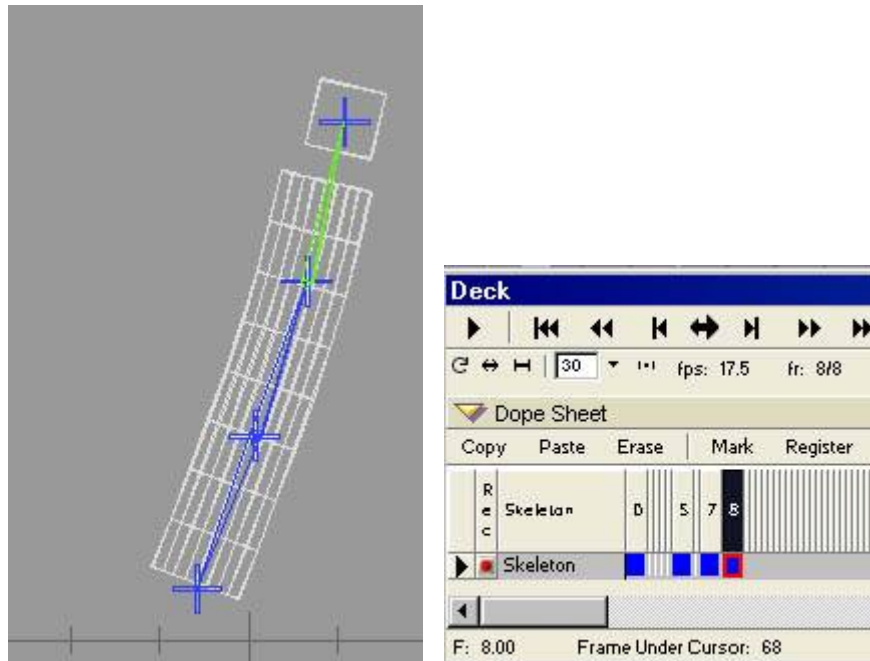 Deck
30 fps: 17.5 fr: 8/8
Dope Sheet
Copy Paste Erase Mark Register
Rec Skeleton 0 5 7 8
Skeleton
F: 8.00 Frame Under Cursor: 68